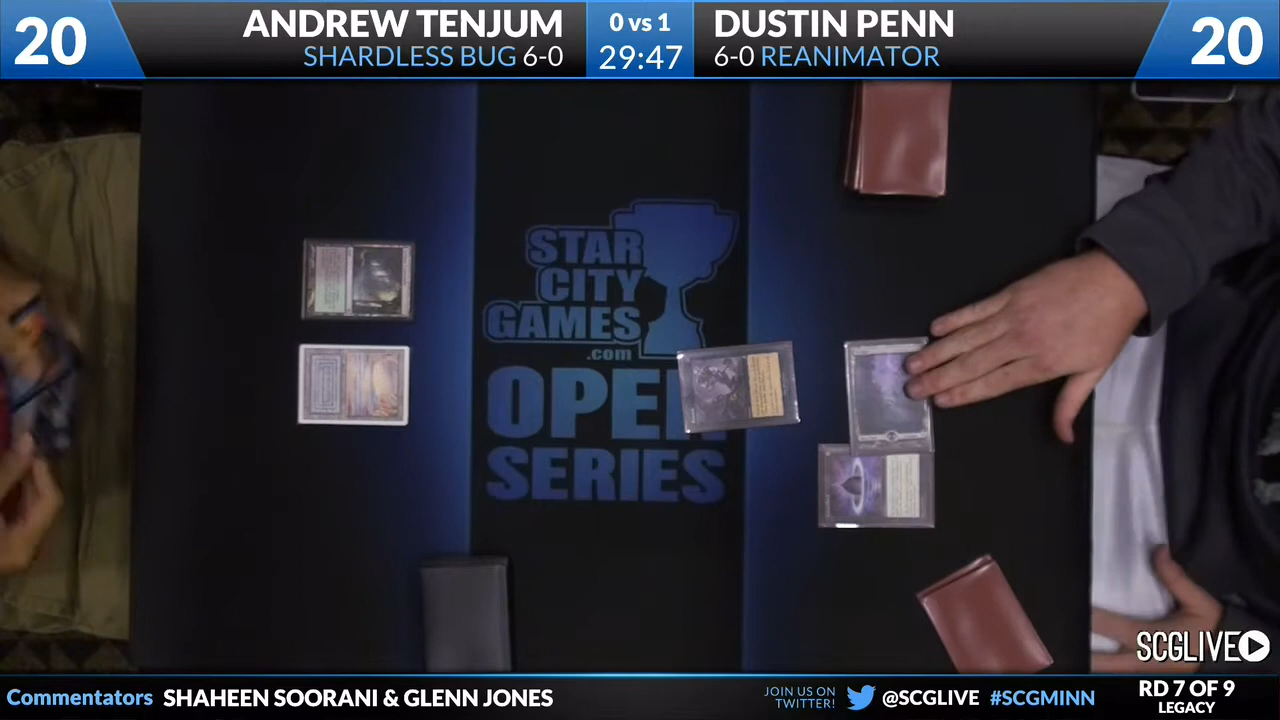 20
ANDREW TENJUM
SHARDLESS BUG 6-0
0 vs 1
29:47
DUSTIN PENN
6-0 REANIMATOR
20
STAR
CITY
GAMES
.com
OPEN
SERIES
SCGLIVE
Commentators SHAHEEN SOORANI & GLENN JONES
JOIN US ON
TWITTER!
@SCGLIVE #SCGMINN
RD 7 OF 9
LEGACY